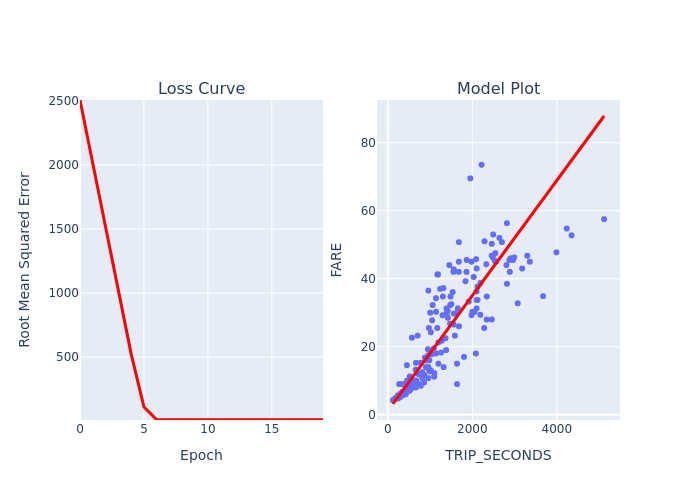 Loss Curve
Model Plot
Root Mean Squared Error
2500
2000
1500
1000
500
0
5
10
15
Epoch
FARE
80
60
40
20
0
0
2000
4000
TRIP_SECONDS